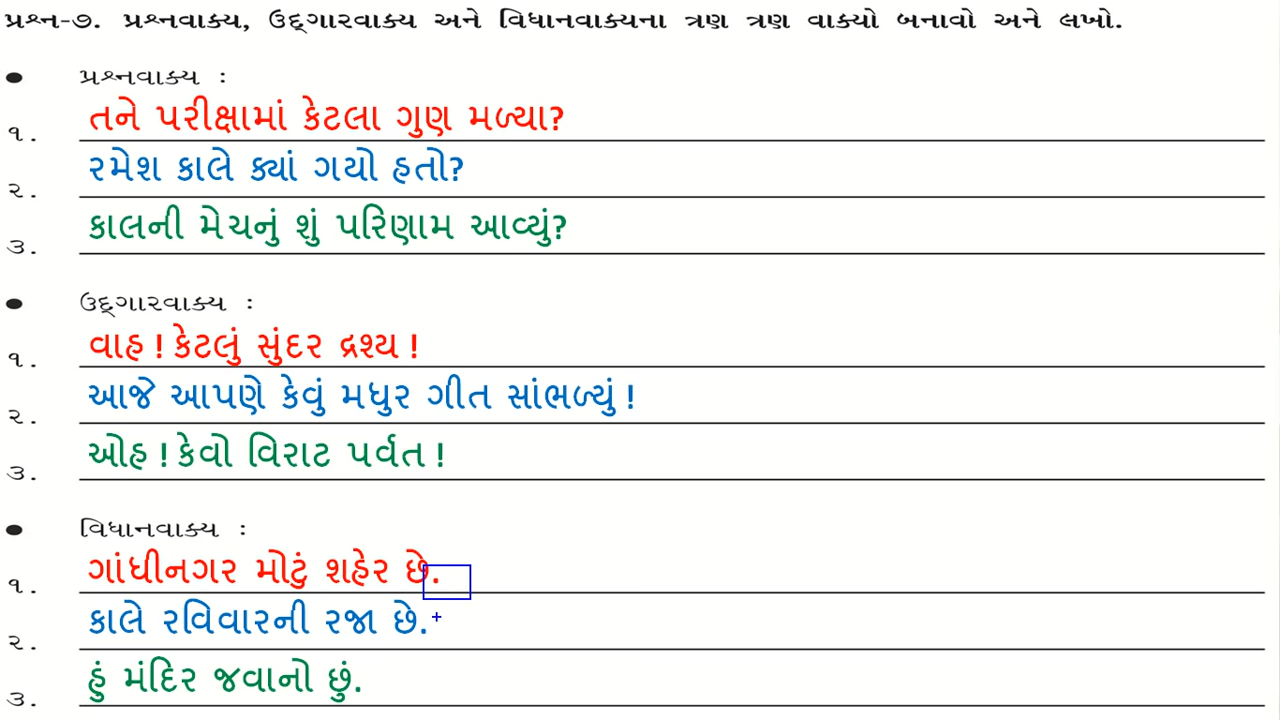 પ્રશ્ન-૭. પ્રશ્નવાક્ય, ઉદ્ગારવાક્ય અને વિધાનવાક્યના ત્રણ ત્રણ વાક્યો બનાવો અને લખો.
● પ્રશ્નવાક્ય :
૧. તને પરીક્ષામાં કેટલા ગુણ મળ્યા?
૨. રમેશ કાલે ક્યાં ગયો હતો?
૩. કાલની મેચનું શું પરિણામ આવ્યું?
● ઉદ્ગારવાક્ય :
૧. વાહ ! કેટલું સુંદર દ્રશ્ય !
૨. આજે આપણે કેવું મધુર ગીત સાંભળ્યું !
૩. ઓહ ! કેવો વિરાટ પર્વત !
● વિધાનવાક્ય :
૧. ગાંધીનગર મોટું શહેર છે.
૨. કાલે રવિવારની રજા છે.
૩. હું મંદિર જવાનો છું.